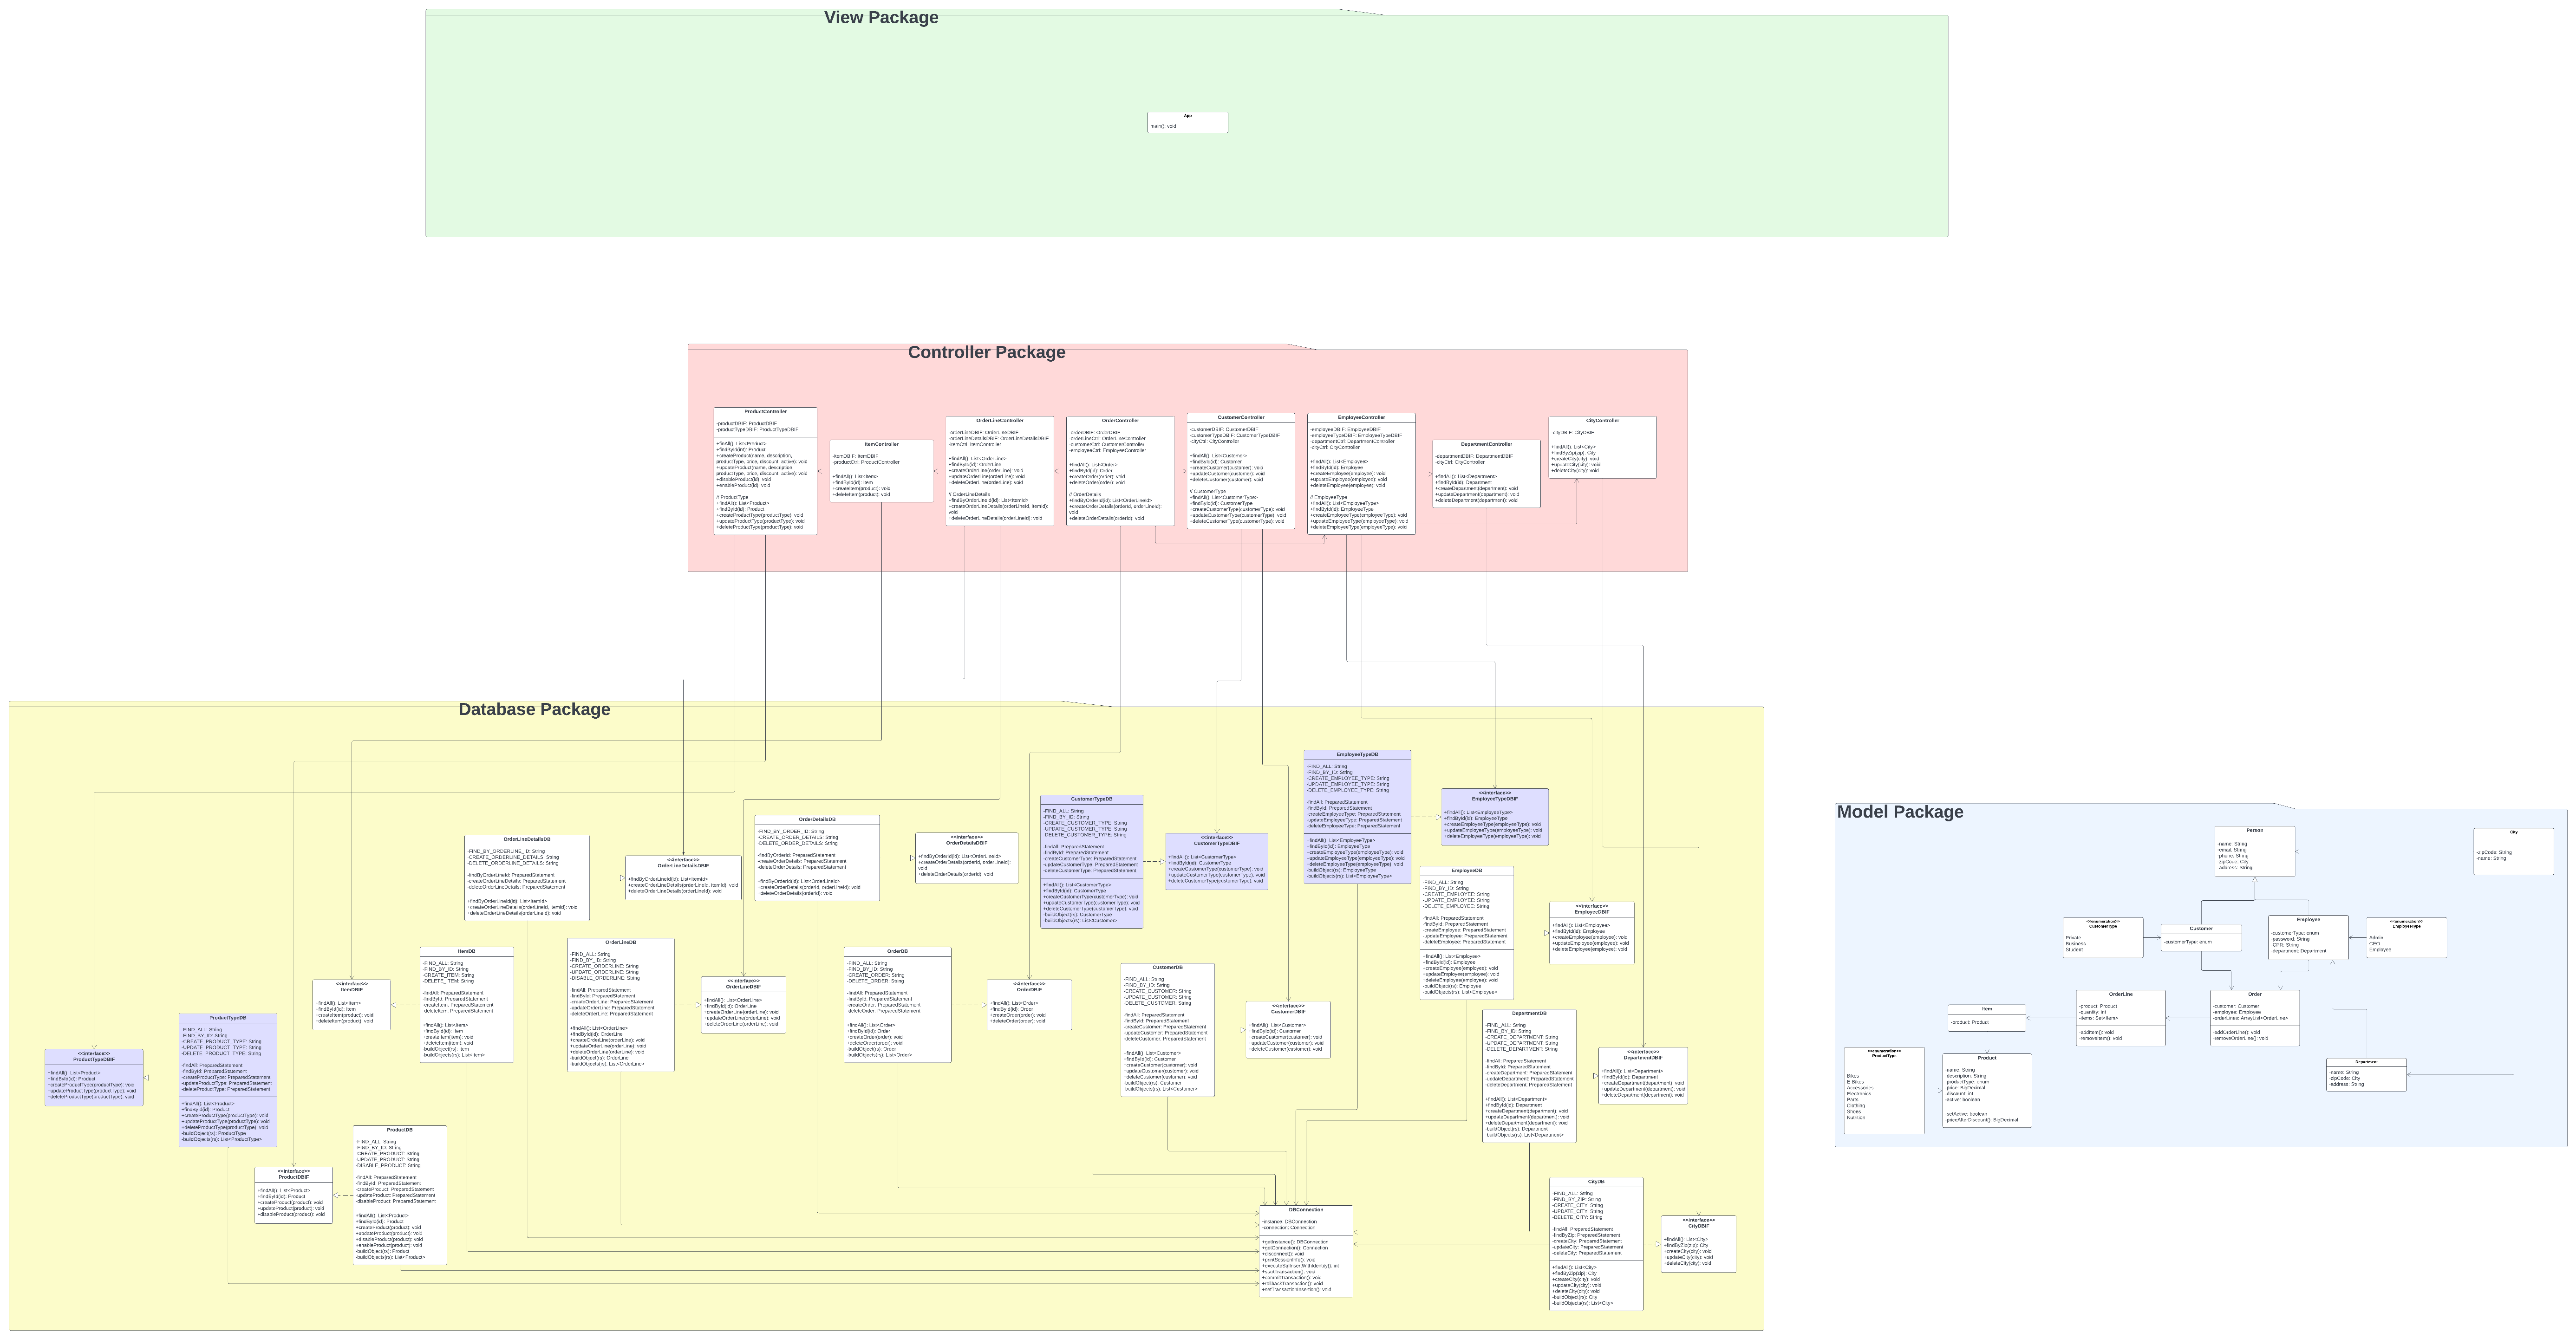 View Package
App
main(): void
Controller Package
ProductController
-productDBIF: ProductDBIF
-productTypeDBIF: ProductTypeDBIF
+finAll(): List<Product>
+findById(int): Product
+createProduct(name, description,
productType, price, discount, active): void
+updateProduct(name, description,
productType, price, discount, active): void
+disableProduct(id): void
+enableProduct(id): void
// ProductType
+findAll(): List<Product>
+findById(id): Product
+createProductType(productType): void
+updateProductType(productType): void
+deleteProductType(productType): void
ItemController
-itemDBIF: ItemDBIF
-productCtrl: ProductController
+findAll(): List<Item>
+findById(id): Item
+createItem(product): void
+deleteItem(product): void
OrderLineController
-orderLineDBIF: OrderLineDBIF
-orderLineDetailsDBIF: OrderLineDetailsDBIF
-itemCtrl: ItemController
+findAll(): List<OrderLine>
+findById(id): OrderLine
+createOrderLine(orderLine): void
+updateOrderLine(orderLine): void
+deleteOrderLine(orderLine): void
// OrderLineDetails
+findByOrderLineId(id): List<ItemId>
+createOrderLineDetails(orderLineId, itemId):
void
+deleteOrderLineDetails(orderLineId): void
OrderController
-orderDBIF: OrderDBIF
-orderLineCtrl: OrderLineController
-customerCtrl: CustomerController
-employeeCtrl: EmployeeController
+findAll(): List<Order>
+findById(id): Order
+createOrder(order): void
+deleteOrder(order): void
// OrderDetails
+findByOrderId(id): List<OrderLineId>
+createOrderDetails(orderId, orderLineId):
void
+deleteOrderDetails(orderId): void
CustomerController
-customerDBIF: CustomerDBIF
-customerTypeDBIF: CustomerTypeDBIF
-cityCtrl: CityController
+findAll(): List<Customer>
+findById(id): Customer
+createCustomer(customer): void
+updateCustomer(customer): void
+deleteCustomer(customer): void
// CustomerType
+findAll(): List<CustomerType>
+findById(id): CustomerType
+createCustomerType(customerType): void
+updateCustomerType(customerType): void
+deleteCustomerType(customerType): void
EmployeeController
-employeeDBIF: EmployeeDBIF
-employeeTypeDBIF: EmployeeTypeDBIF
-departmentCtrl: DepartmentController
-cityCtrl: CityController
+findAll(): List<Employee>
+findById(id): Employee
+createEmployee(employee): void
+updateEmployee(employee): void
+deleteEmployee(employee): void
// EmployeeType
+findAll(): List<EmployeeType>
+findById(id): EmployeeType
+createEmployeeType(employeeType): void
+updateEmployeeType(employeeType): void
+deleteEmployeeType(employeeType): void
DepartmentController
-departmentDBIF: DepartmentDBIF
-cityCtrl: CityController
+findAll(): List<Department>
+findById(id): Department
+createDepartment(department): void
+updateDepartment(department): void
+deleteDepartment(department): void
CityController
-cityDBIF: CityDBIF
+findAll(): List<City>
+findByZip(zip): City
+createCity(city): void
+updateCity(city): void
+deleteCity(city): void
Database Package
EmployeeTypeDB
-FIND_ALL: String
-FIND_BY_ID: String
-CREATE_EMPLOYEE_TYPE: String
-UPDATE_EMPLOYEE_TYPE: String
-DELETE_EMPLOYEE_TYPE: String
-findAll: PreparedStatement
-findById: PreparedStatement
-createEmployeeType: PreparedStatement
-updateEmployeeType: PreparedStatement
-deleteEmployeeType: PreparedStatement
+findAll(): List<Employee>
+findById(id): EmployeeType
+createEmployeeType(employeeType): void
+updateEmployeeType(employeeType): void
+deleteEmployeeType(employeeType): void
-buildObject(rs): EmployeeType
-buildObjects(rs): List<EmployeeType>
<<interface>>
EmployeeTypeDBIF
+findAll(): List<EmployeeType>
+findById(id): EmployeeType
+createEmployeeType(employeeType): void
+updateEmployeeType(employeeType): void
+deleteEmployeeType(employeeType): void
CustomerTypeDB
-FIND_ALL: String
-FIND_BY_ID: String
-CREATE_CUSTOMER_TYPE: String
-UPDATE_CUSTOMER_TYPE: String
-DELETE_CUSTOMER_TYPE: String
-findAll: PreparedStatement
-findById: PreparedStatement
-createCustomerType: PreparedStatement
-updateCustomerType: PreparedStatement
-deleteCustomerType: PreparedStatement
+findAll(): List<CustomerType>
+findById(id): CustomerType
+createCustomerType(customerType): void
+updateCustomerType(customerType): void
+deleteCustomerType(customerType): void
-buildObject(rs): CustomerType
-buildObjects(rs): List<Customer>
<<interface>>
CustomerTypeDBIF
+findAll(): List<CustomerType>
+findById(id): CustomerType
+createCustomerType(customerType): void
+updateCustomerType(customerType): void
+deleteCustomerType(customerType): void
OrderDetailsDB
-FIND_BY_ORDER_ID: String
-CREATE_ORDER_DETAILS: String
-DELETE_ORDER_DETAILS: String
-findByOrderId: PreparedStatement
-createOrderDetails: PreparedStatement
-deleteOrderDetails: PreparedStatement
+findByOrderId(id): List<OrderLineId>
+createOrderDetails(orderId, orderLineId): void
+deleteOrderDetails(orderId): void
<<interface>>
OrderDetailsDBIF
+findByOrderId(id): List<OrderLineId>
+createOrderDetails(orderId, orderLineId):
void
+deleteOrderDetails(orderId): void
OrderLineDetailsDB
-FIND_BY_ORDERLINE_ID: String
-CREATE_ORDERLINE_DETAILS: String
-DELETE_ORDERLINE_DETAILS: String
-findByOrderLineId: PreparedStatement
-createOrderLineDetails: PreparedStatement
-deleteOrderLineDetails: PreparedStatement
+findByOrderLineId(id): List<ItemId>
+createOrderLineDetails(orderLineId, itemId): void
+deleteOrderLineDetails(orderLineId): void
<<interface>>
OrderLineDetailsDBIF
+findByOrderLineId(id): List<ItemId>
+createOrderLineDetails(orderLineId, itemId): void
+deleteOrderLineDetails(orderLineId): void
EmployeeDB
-FIND_ALL: String
-FIND_BY_ID: String
-CREATE_EMPLOYEE: String
-UPDATE_EMPLOYEE: String
-DELETE_EMPLOYEE: String
-findAll: PreparedStatement
-findById: PreparedStatement
-createEmployee: PreparedStatement
-updateEmployee: PreparedStatement
-deleteEmployee: PreparedStatement
+findAll(): List<Employee>
+findById(id): Employee
+createEmployee(employee): void
+updateEmployee(employee): void
+deleteEmployee(employee): void
-buildObject(rs): Employee
-buildObjects(rs): List<Employee>
<<interface>>
EmployeeDBIF
+findAll(): List<Employee>
+findById(id): Employee
+createEmployee(employee): void
+updateEmployee(employee): void
+deleteEmployee(employee): void
ItemDB
-FIND_ALL: String
-FIND_BY_ID: String
-CREATE_ITEM: String
-DELETE_ITEM: String
-findAll: PreparedStatement
-findById: PreparedStatement
-createItem: PreparedStatement
-deleteItem: PreparedStatement
+findAll(): List<Item>
+findById(id): Item
+createItem(item): void
+deleteItem(item): void
-buildObject(rs): Item
-buildObjects(rs): List<Item>
<<interface>>
ItemDBIF
+findAll(): List<Item>
+findById(id): Item
+createItem(product): void
+deleteItem(product): void
OrderLineDB
-FIND_ALL: String
-FIND_BY_ID: String
-CREATE_ORDERLINE: String
-UPDATE_ORDERLINE: String
-DISABLE_ORDERLINE: String
-findAll: PreparedStatement
-findById: PreparedStatement
-createOrderLine: PreparedStatement
-updateOrderLine: PreparedStatement
-deleteOrderLine: PreparedStatement
+findAll(): List<OrderLine>
+findById(id): OrderLine
+createOrderLine(orderLine): void
+updateOrderLine(orderLine): void
+deleteOrderLine(orderLine): void
-buildObject(rs): OrderLine
-buildObjects(rs): List<OrderLine>
<<interface>>
OrderLineDBIF
+findAll(): List<OrderLine>
+findById(id): OrderLine
+createOrderLine(orderLine): void
+updateOrderLine(orderLine): void
+deleteOrderLine(orderLine): void
OrderDB
-FIND_ALL: String
-FIND_BY_ID: String
-CREATE_ORDER: String
-DELETE_ORDER: String
-findAll: PreparedStatement
-findById: PreparedStatement
-createOrder: PreparedStatement
-deleteOrder: PreparedStatement
+findAll(): List<Order>
+findById(id): Order
+createOrder(order): void
+deleteOrder(order): void
-buildObject(rs): Order
-buildObjects(rs): List<Order>
<<interface>>
OrderDBIF
+findAll(): List<Order>
+findById(id): Order
+createOrder(order): void
+deleteOrder(order): void
CustomerDB
-FIND_ALL: String
-FIND_BY_ID: String
-CREATE_CUSTOMER: String
-UPDATE_CUSTOMER: String
-DELETE_CUSTOMER: String
-findAll: PreparedStatement
-findById: PreparedStatement
-createCustomer: PreparedStatement
-updateCustomer: PreparedStatement
-deleteCustomer: PreparedStatement
+findAll(): List<Customer>
+findById(id): Customer
+createCustomer(customer): void
+updateCustomer(customer): void
+deleteCustomer(customer): void
-buildObject(rs): Customer
-buildObjects(rs): List<Customer>
<<interface>>
CustomerDBIF
+findAll(): List<Customer>
+findById(id): Customer
+createCustomer(customer): void
+updateCustomer(customer): void
+deleteCustomer(customer): void
DepartmentDB
-FIND_ALL: String
-FIND_BY_ID: String
-CREATE_DEPARTMENT: String
-UPDATE_DEPARTMENT: String
-DELETE_DEPARTMENT: String
-findAll: PreparedStatement
-findById: PreparedStatement
-createDepartment: PreparedStatement
-updateDepartment: PreparedStatement
-deleteDepartment: PreparedStatement
+findAll(): List<Department>
+findById(id): Department
+createDepartment(department): void
+updateDepartment(department): void
+deleteDepartment(department): void
-buildObject(rs): Department
-buildObjects(rs): List<Department>
<<interface>>
DepartmentDBIF
+findAll(): List<Department>
+findById(id): Department
+createDepartment(department): void
+updateDepartment(department): void
+deleteDepartment(department): void
<<interface>>
ProductTypeDBIF
+findAll(): List<Product>
+findById(id): Product
+createProductType(productType): void
+updateProductType(productType): void
+deleteProductType(productType): void
ProductTypeDB
-FIND_ALL: String
-FIND_BY_ID: String
-CREATE_PRODUCT_TYPE: String
-UPDATE_PRODUCT_TYPE: String
-DELETE_PRODUCT_TYPE: String
-findAll: PreparedStatement
-findById: PreparedStatement
-createProductType: PreparedStatement
-updateProductType: PreparedStatement
-deleteProductType: PreparedStatement
+findAll(): List<Product>
+findById(id): Product
+createProductType(productType): void
+updateProductType(productType): void
+deleteProductType(productType): void
-buildObject(rs): ProductType
-buildObjects(rs): List<ProductType>
<<interface>>
ProductDBIF
+findAll(): List<Product>
+findById(id): Product
+createProduct(product): void
+updateProduct(product): void
+disableProduct(product): void
ProductDB
-FIND_ALL: String
-FIND_BY_ID: String
-CREATE_PRODUCT: String
-UPDATE_PRODUCT: String
-DISABLE_PRODUCT: String
-findAll: PreparedStatement
-findById: PreparedStatement
-createProduct: PreparedStatement
-updateProduct: PreparedStatement
-disableProduct: PreparedStatement
+findAll(): List<Product>
+findById(id): Product
+createProduct(product): void
+updateProduct(product): void
+disableProduct(product): void
+enableProduct(product): void
-buildObject(rs): Product
-buildObjects(rs): List<Product>
DBConnection
-instance: DBConnection
-connection: Connection
+getInstance(): DBConnection
+getConnection(): Connection
+disconnect(): void
+printSessionInfo(): void
+executeSqlInsertWithIdentity(): int
+startTransaction(): void
+commitTransaction(): void
+rollbackTransaction(): void
+setTransactionInsertion(): void
CityDB
-FIND_ALL: String
-FIND_BY_ZIP: String
-CREATE_CITY: String
-UPDATE_CITY: String
-DELETE_CITY: String
-findAll: PreparedStatement
-findByZip: PreparedStatement
-createCity: PreparedStatement
-updateCity: PreparedStatement
-deleteCity: PreparedStatement
+findAll(): List<City>
+findByZip(zip): City
+createCity(city): void
+updateCity(city): void
+deleteCity(city): void
-buildObject(rs): City
-buildObjects(rs): List<City>
<<interface>>
CityDBIF
+findAll(): List<City>
+findByZip(zip): City
+createCity(city): void
+updateCity(city): void
+deleteCity(city): void
Model Package
Person
-name: String
-email: String
-phone: String
-zipCode: City
-address: String
City
-zipCode: String
-name: String
<<enumeration>>
CustomerType
Private
Business
Student
Customer
-customerType: enum
Employee
-customerType: enum
-password: String
-CPR: String
-department: Department
<<enumeration>>
EmployeeType
Admin
CEO
Employee
Item
-product: Product
OrderLine
-product: Product
-quantity: int
-items: Set<Item>
-addItem(): void
-removeItem(): void
Order
-customer: Customer
-employee: Employee
-orderLines: ArrayList<OrderLine>
-addOrderLine(): void
-removeOrderLine(): void
<<enumeration>>
ProductType
Bikes
E-Bikes
Accessories
Electronics
Parts
Clothing
Shoes
Nutrition
Product
-name: String
-description: String
-productType: enum
-price: BigDecimal
-discount: int
-active: boolean
-setActive: boolean
-priceAfterDiscount(): BigDecimal
Department
-name: String
-zipCode: City
-address: String